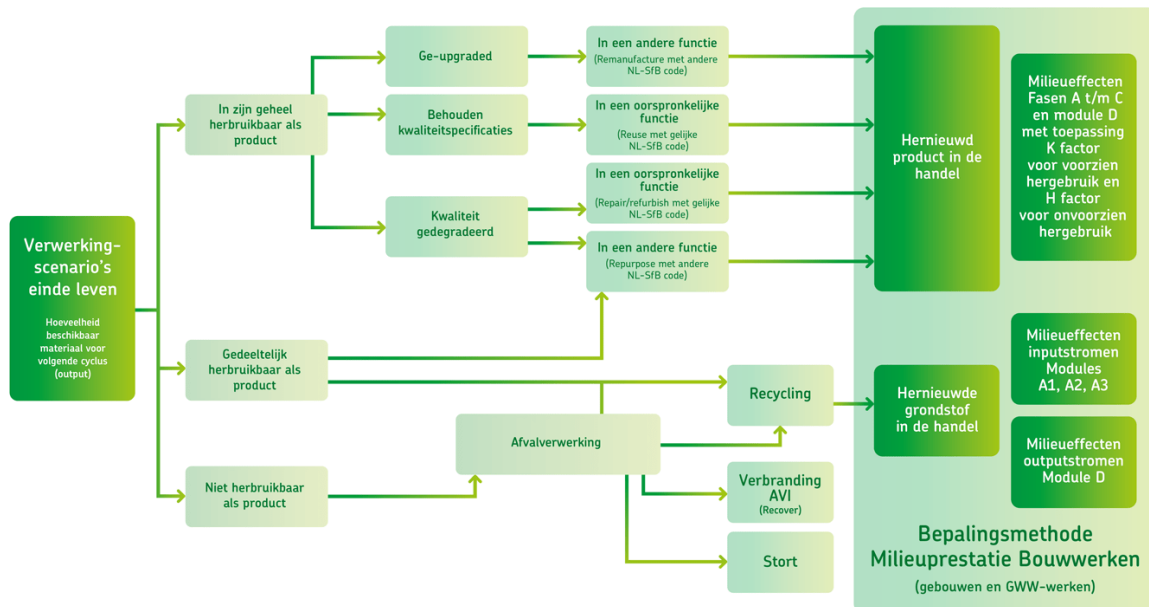 Verwerking-
scenario's
einde leven
Hoeveelheid
beschikbaar
materiaal voor
volgende cyclus
(output)
In zijn geheel
herbruikbaar als
product
Gedeeltelijk
herbruikbaar als
product
Niet herbruikbaar
als product
Ge-upgraded
Behouden
kwaliteitspecificaties
Kwaliteit
gedegradeerd
Afvalverwerking
In een andere functie
(Remanufacture met andere
NL-SfB code)
In een oorspronkelijke
functie
(Reuse met gelijke
NL-SfB code)
In een oorspronkelijke
functie
(Repair/refurbish met gelijke
NL-SfB code)
In een andere functie
(Repurpose met andere
NL-SfB code)
Recycling
Verbranding
AVI
(Recover)
Stort
Hernieuwd
product in de
handel
Hernieuwde
grondstof
in de handel
Milieueffecten
Fasen A t/m C
en module D
met toepassing
K factor
voor voorzien
hergebruik en
H factor
voor onvoorzien
hergebruik
Milieueffecten
inputstromen
Modules
A1, A2, A3
Milieueffecten
outputstromen
Module D
Bepalingsmethode
Milieuprestatie Bouwwerken
(gebouwen en GWW-werken)